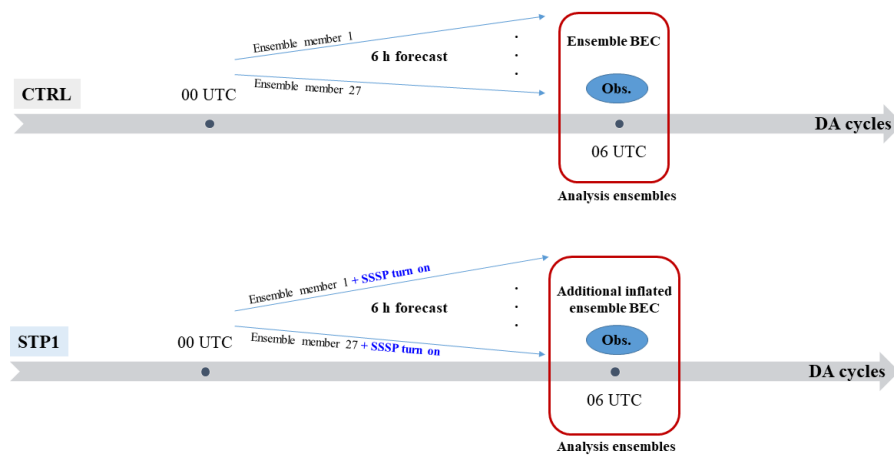 Ensemble member 1
6 h forecast
Ensemble member 27
Ensemble BEC
Obs.
CTRL
00 UTC
DA cycles
06 UTC
Analysis ensembles
Ensemble member 1 + SSSP turn on
6 h forecast
Ensemble member 27 + SSSP turn on
Additional inflated
ensemble BEC
Obs.
STP1
00 UTC
DA cycles
06 UTC
Analysis ensembles